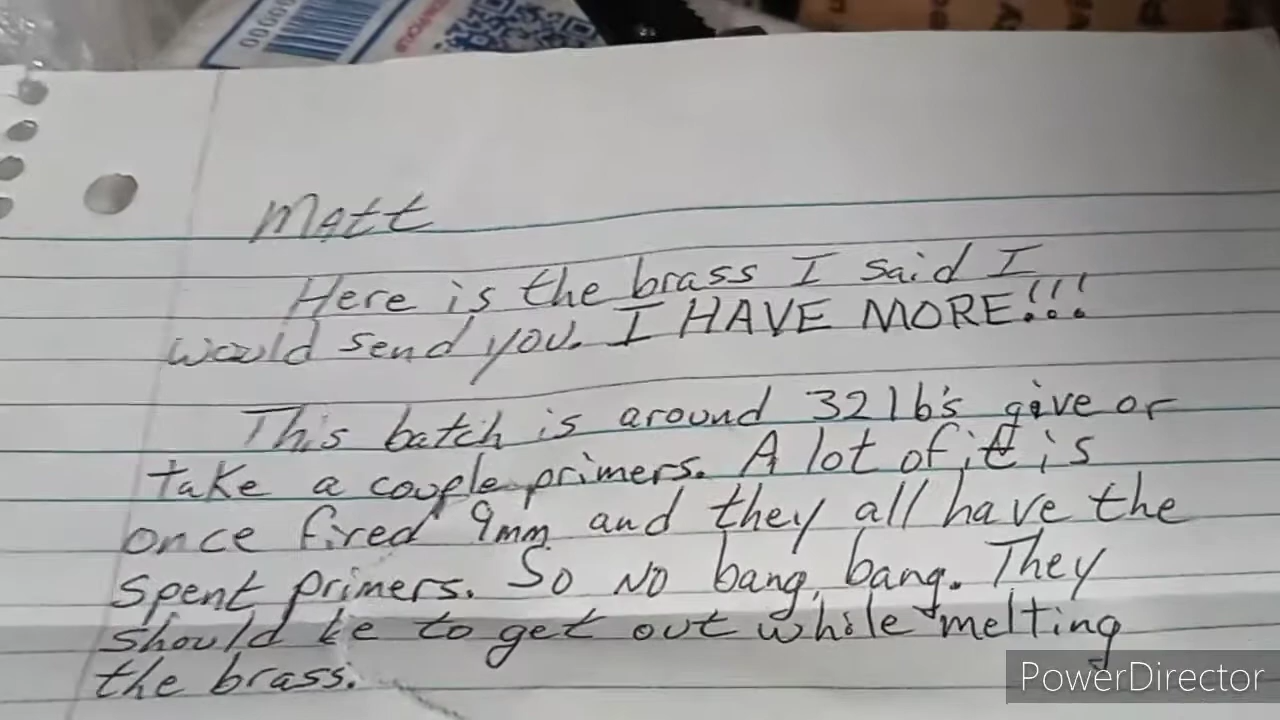 Matt
Here is the brass I said I
would send you. I HAVE MORE!!!
This batch is around 32 lb's give or
take a couple primers. A lot of it is
once fired 9mm and they all have the
spent primers. So NO bang, bang. They
should be to get out while melting
the brass.
PowerDirector